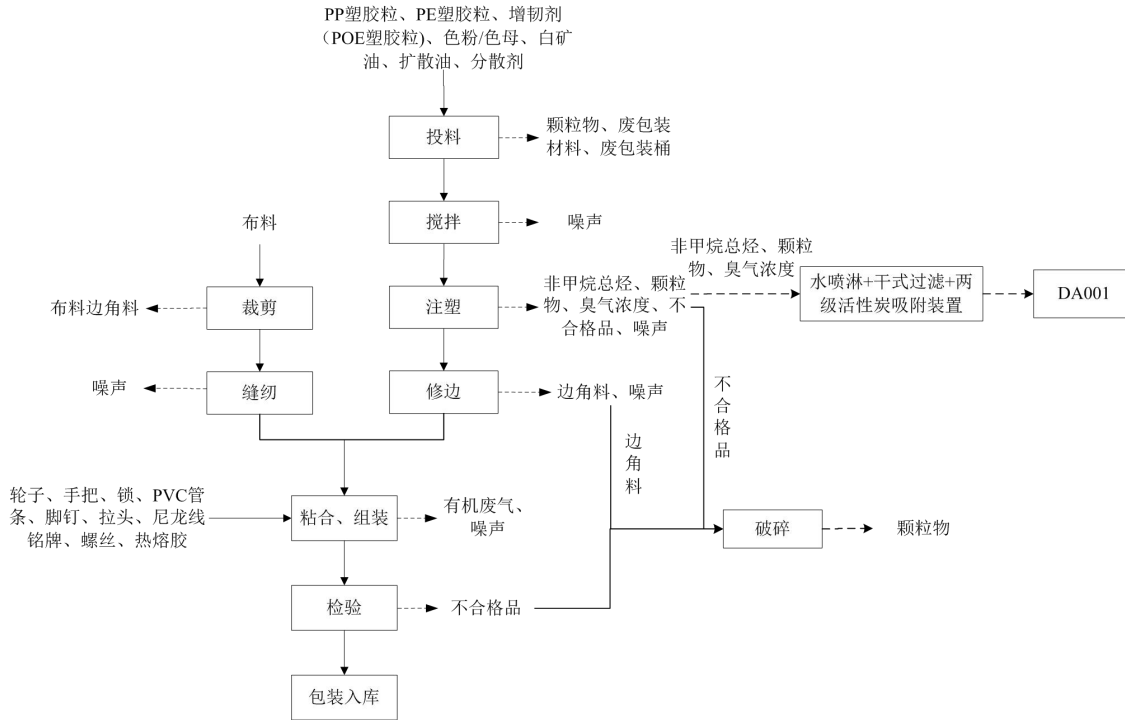 PP塑胶粒、PE塑胶粒、增韧剂
（POE塑胶粒)、色粉/色母、白矿
油、扩散油、分散剂
投料
颗粒物、废包装
材料、废包装桶
搅拌
噪声
布料
裁剪
布料边角料
缝纫
噪声
注塑
非甲烷总烃、颗粒
物、臭气浓度、不
合格品、噪声
非甲烷总烃、颗粒
物、臭气浓度
水喷淋+干式过滤+两
级活性炭吸附装置
DA001
修边
边角料、噪声
边
角
料
不
合
格
品
轮子、手把、锁、PVC管
条、脚钉、拉头、尼龙线
铭牌、螺丝、热熔胶
粘合、组装
有机废气、
噪声
破碎
颗粒物
检验
不合格品
包装入库